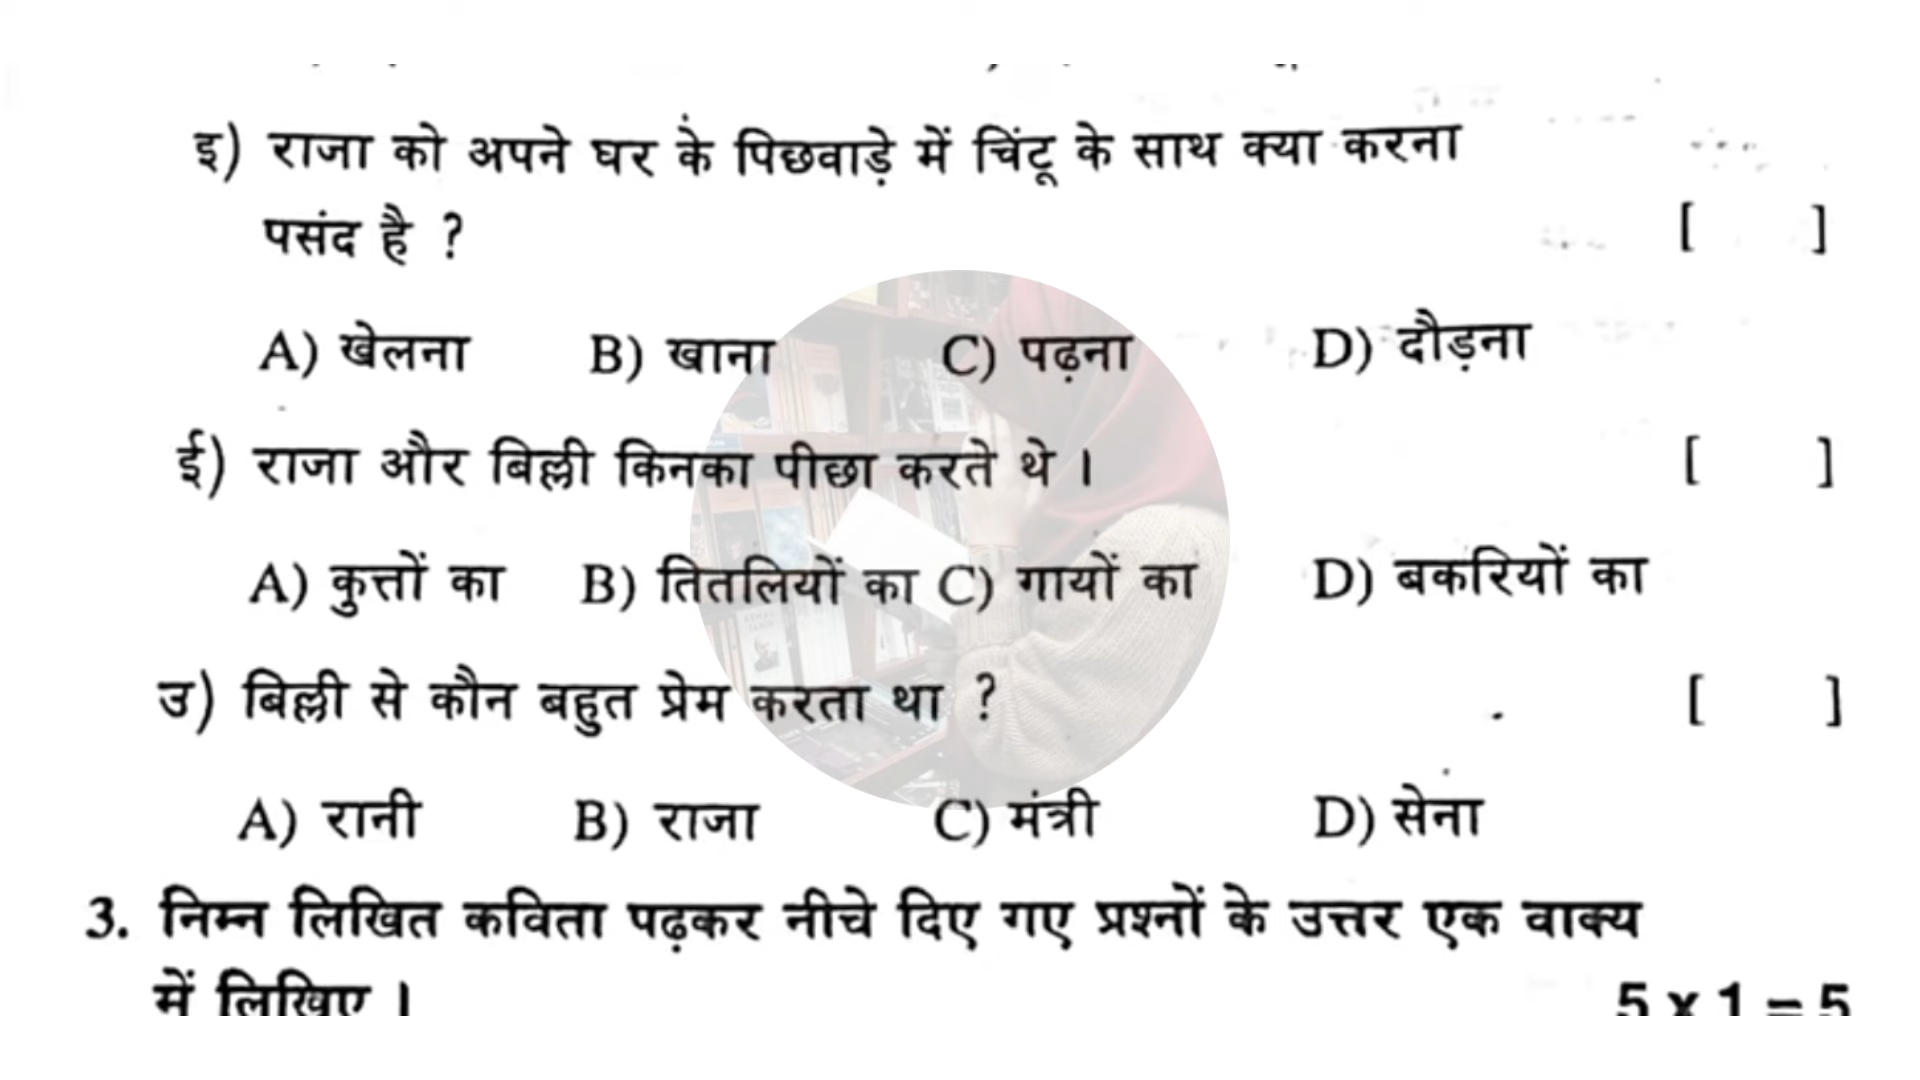 इ) राजा को अपने घर के पिछवाड़े में चिंटू के साथ क्या करना
पसंद है ? [ ]
A) खेलना B) खाना C) पढ़ना D) दौड़ना
ई) राजा और बिल्ली किनका पीछा करते थे । [ ]
A) कुत्तों का B) तितलियों का C) गायों का D) बकरियों का
उ) बिल्ली से कौन बहुत प्रेम करता था ? [ ]
A) रानी B) राजा C) मंत्री D) सेना
3. निम्न लिखित कविता पढ़कर नीचे दिए गए प्रश्नों के उत्तर एक वाक्य
में लिखिए । 5 x 1 = 5